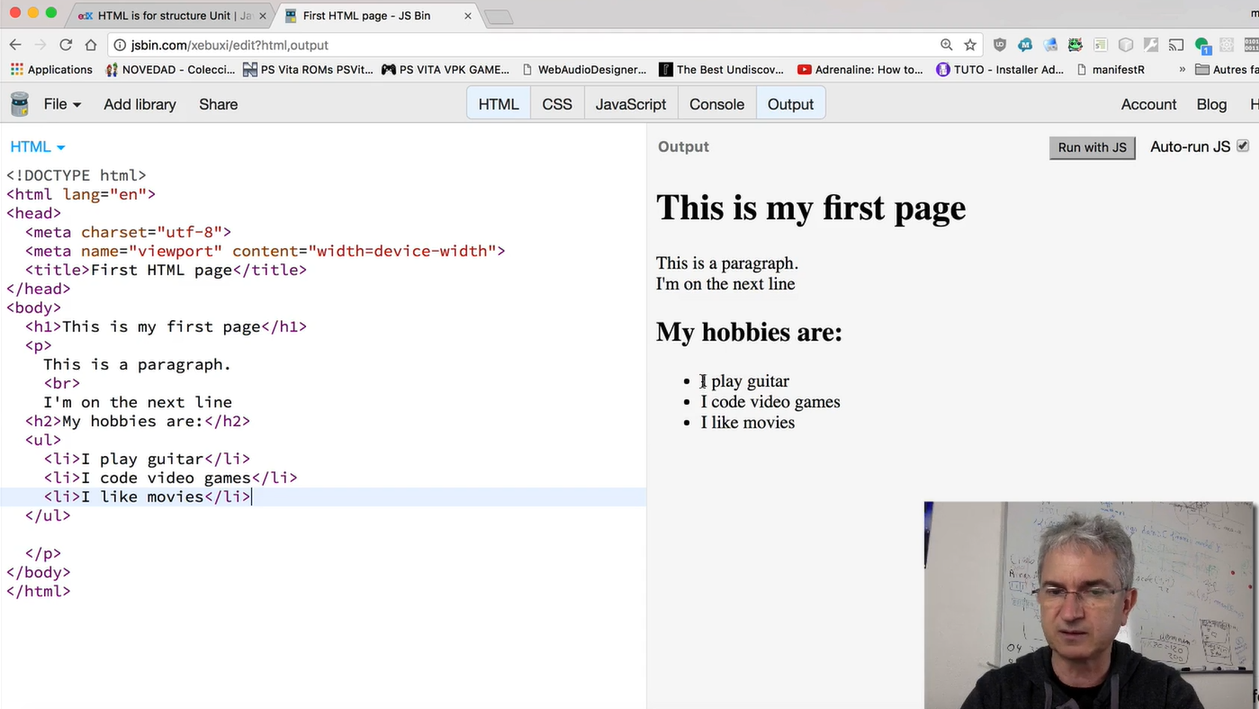 HTML is for structure Unit | Ja
First HTML page - JS Bin
jsbin.com/xebuxi/edit?html,output
Applications
NOVEDAD - Colecci...
PS Vita ROMs PSVit...
PS VITA VPK GAME...
WebAudioDesigner...
The Best Undiscov...
Adrenaline: How to...
TUTO - Installer Ad...
manifestR
»
Autres fa
File
Add library
Share
HTML
CSS
JavaScript
Console
Output
Account
Blog
H
HTML
<!DOCTYPE html>
<html lang="en">
<head>
<meta charset="utf-8">
<meta name="viewport" content="width=device-width">
<title>First HTML page</title>
</head>
<body>
<h1>This is my first page</h1>
<p>
This is a paragraph.
<br>
I'm on the next line
<h2>My hobbies are:</h2>
<ul>
<li>I play guitar</li>
<li>I code video games</li>
<li>I like movies</li>
</ul>
</p>
</body>
</html>
Output
Run with JS
Auto-run JS
This is my first page
This is a paragraph.
I'm on the next line
My hobbies are:
• I play guitar
• I code video games
• I like movies